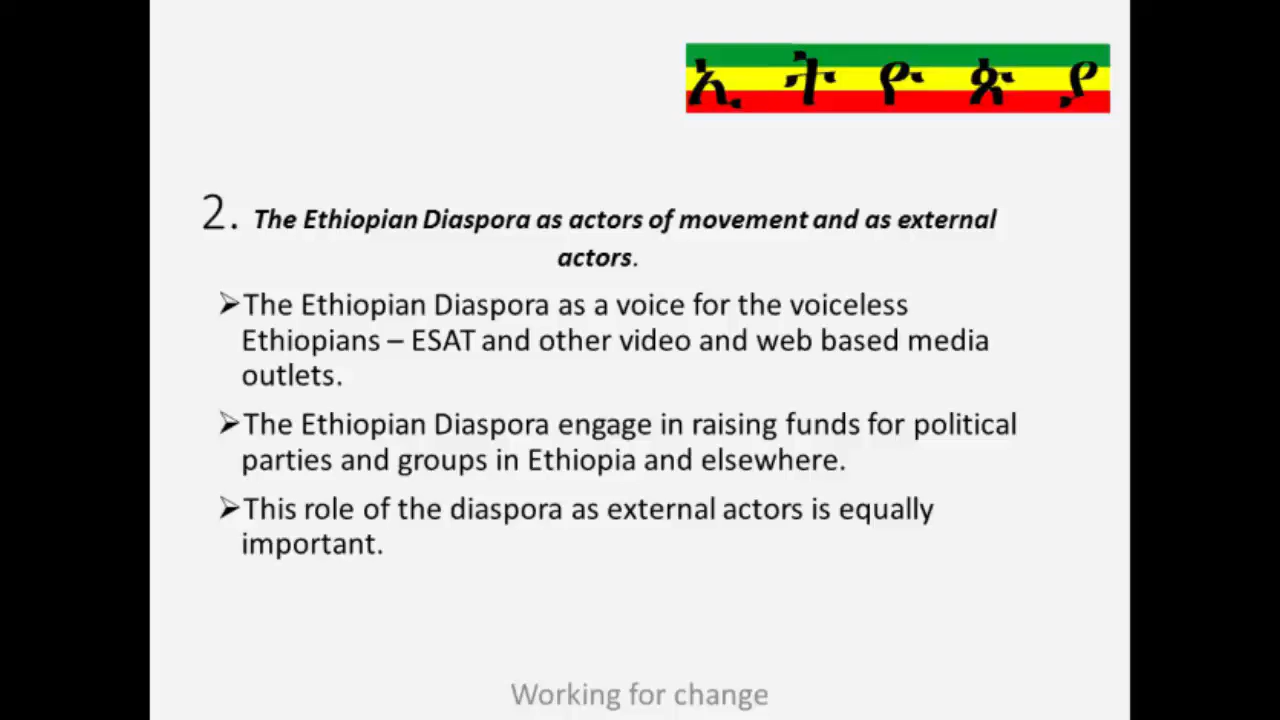 ኢ ት ዮ ጵ ያ
2. The Ethiopian Diaspora as actors of movement and as external
actors.
➢The Ethiopian Diaspora as a voice for the voiceless
Ethiopians – ESAT and other video and web based media
outlets.
➢The Ethiopian Diaspora engage in raising funds for political
parties and groups in Ethiopia and elsewhere.
➢This role of the diaspora as external actors is equally
important.
Working for change